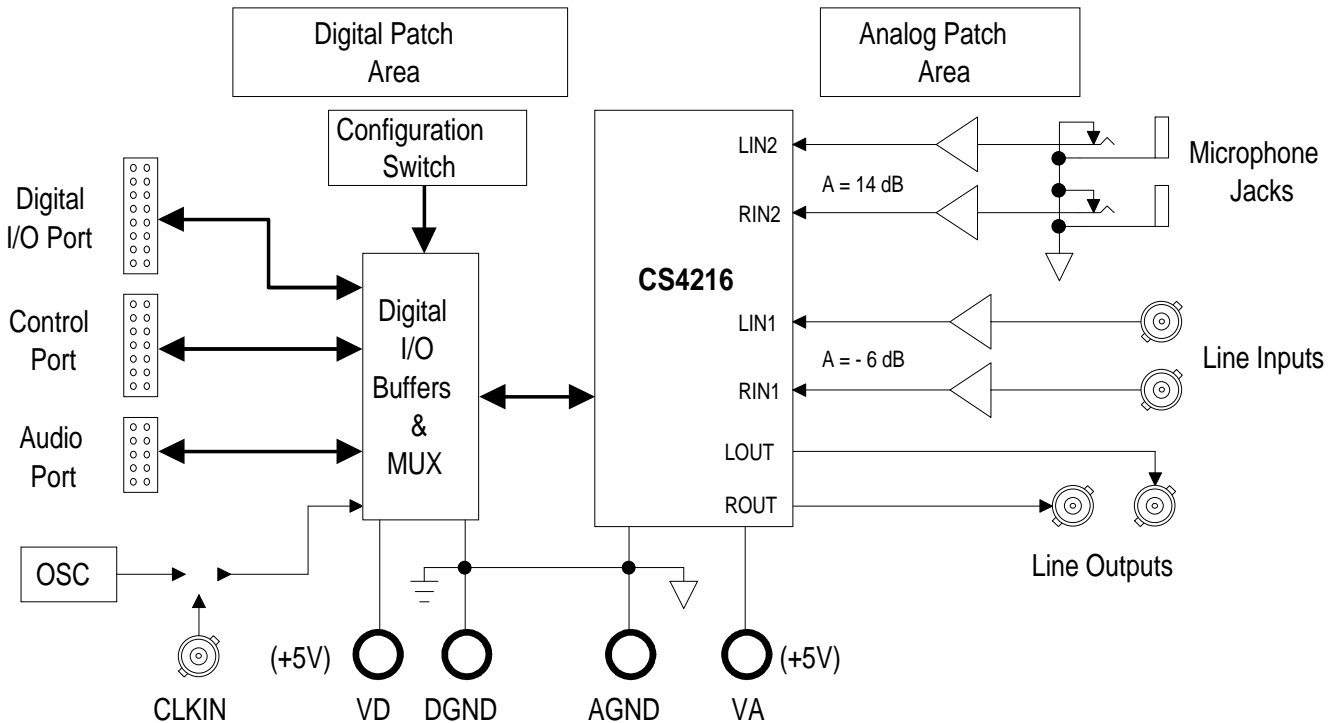 Digital Patch
Area
Analog Patch
Area
Configuration
Switch
Digital
I/O Port
Control
Port
Audio
Port
OSC
CLKIN
Digital
I/O
Buffers
&
MUX
CS4216
LIN2
A = 14 dB
RIN2
LIN1
A = - 6 dB
RIN1
LOUT
ROUT
Microphone
Jacks
Line Inputs
Line Outputs
(+5V)
VD
DGND
AGND
VA
(+5V)